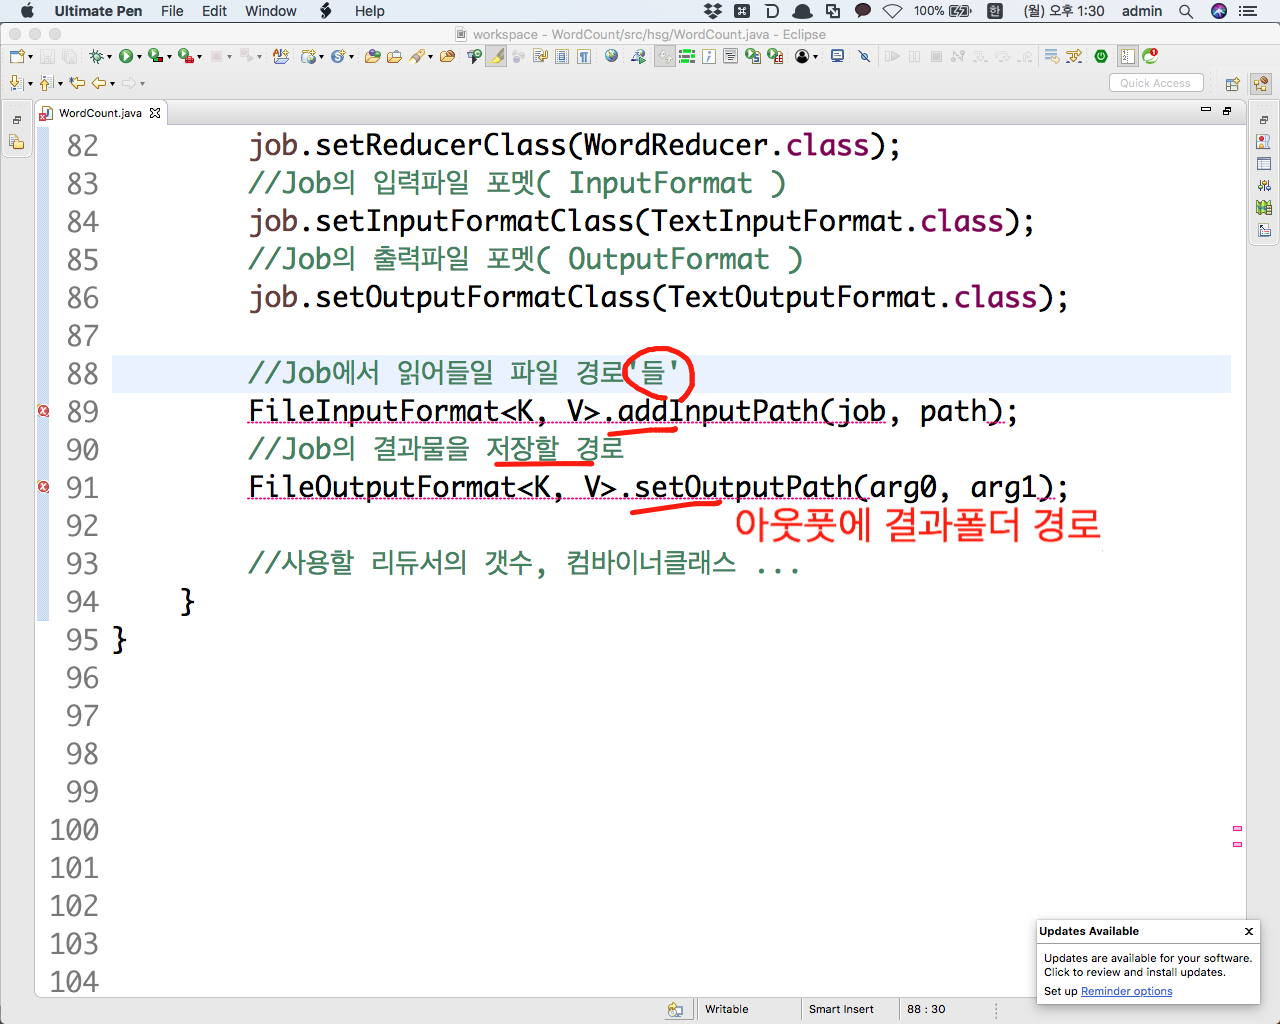 Ultimate Pen File Edit Window Help 100% 한 (월) 오후 1:30 admin
workspace - WordCount/src/hsg/WordCount.java - Eclipse
Quick Access
WordCount.java
82 job.setReducerClass(WordReducer.class);
83 //Job의 입력파일 포멧( InputFormat )
84 job.setInputFormatClass(TextInputFormat.class);
85 //Job의 출력파일 포멧( OutputFormat )
86 job.setOutputFormatClass(TextOutputFormat.class);
87
88 //Job에서 읽어들일 파일 경로'들'
89 FileInputFormat<K, V>.addInputPath(job, path);
90 //Job의 결과물을 저장할 경로
91 FileOutputFormat<K, V>.setOutputPath(arg0, arg1);
아웃풋에 결과폴더 경로
92
93 //사용할 리듀서의 갯수, 컴바이너클래스 ...
94 }
95 }
96
97
98
99
100
101
102
103
104
Updates Available x
Updates are available for your software.
Click to review and install updates.
Set up Reminder options
Writable Smart Insert 88 : 30